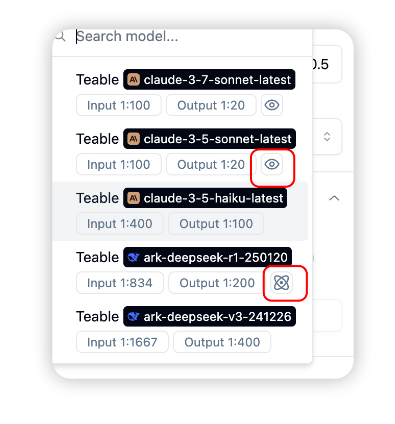 Search model...
0.5
Teable claude-3-7-sonnet-latest
Input 1:100 Output 1:20
Teable claude-3-5-sonnet-latest
Input 1:100 Output 1:20
Teable claude-3-5-haiku-latest
Input 1:400 Output 1:100
Teable ark-deepseek-r1-250120
Input 1:834 Output 1:200
Teable ark-deepseek-v3-241226
Input 1:1667 Output 1:400